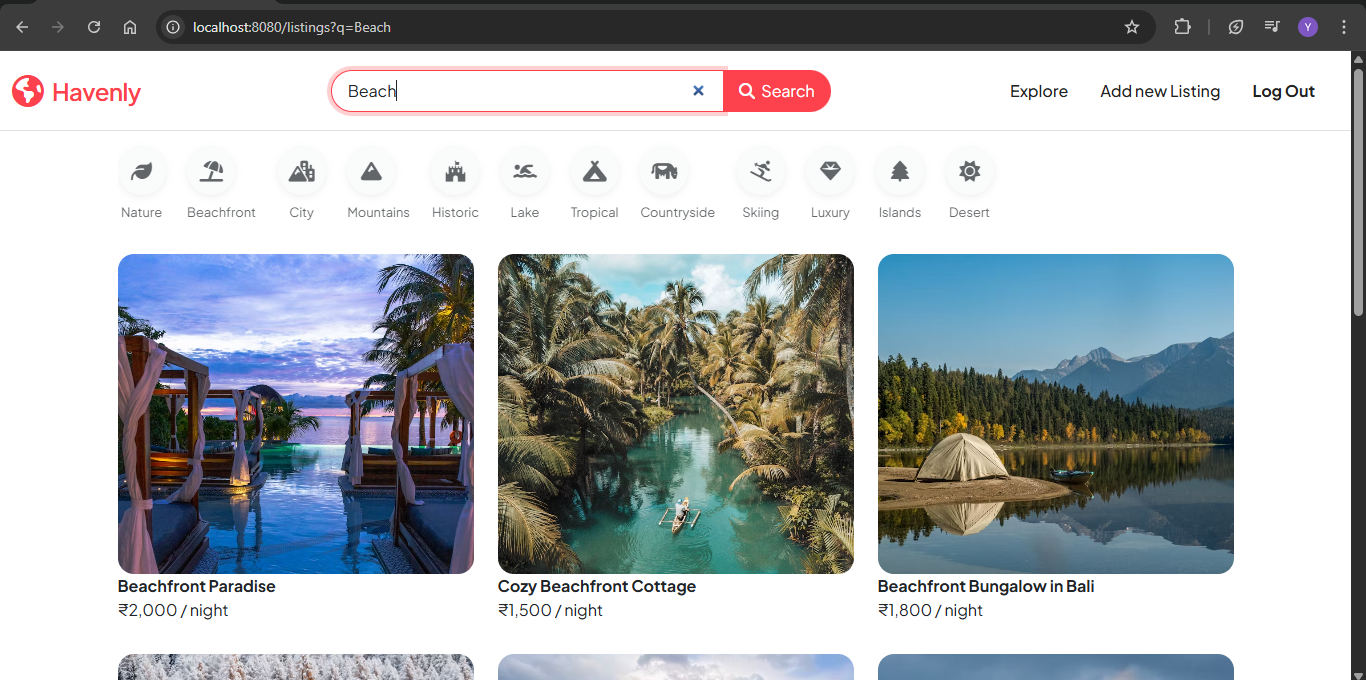 localhost:8080/listings?q=Beach
Y
Havenly
Beach
Search
Explore
Add new Listing
Log Out
Nature
Beachfront
City
Mountains
Historic
Lake
Tropical
Countryside
Skiing
Luxury
Islands
Desert
Beachfront Paradise
₹2,000 / night
Cozy Beachfront Cottage
₹1,500 / night
Beachfront Bungalow in Bali
₹1,800 / night